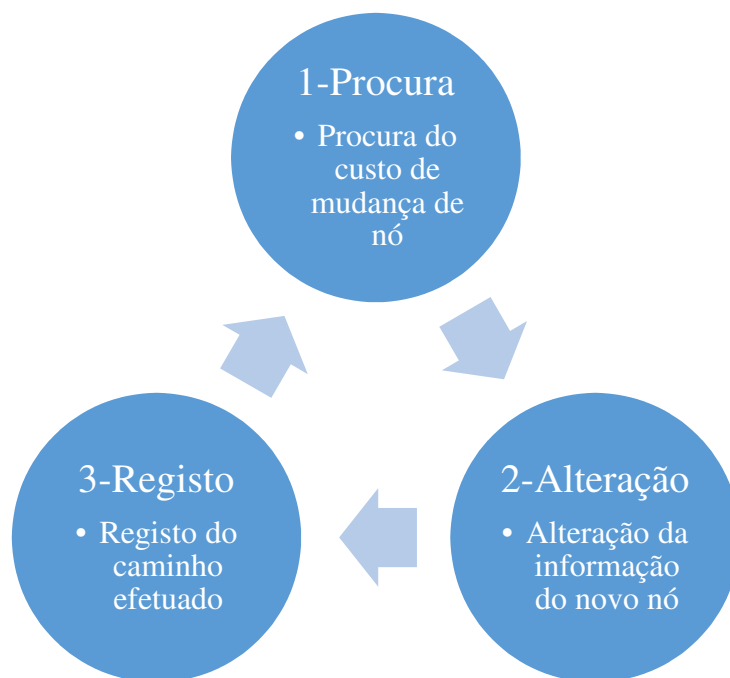 1-Procura
• Procura do
custo de
mudança de
nó
2-Alteração
• Alteração da
informação
do novo nó
3-Registo
• Registo do
caminho
efetuado